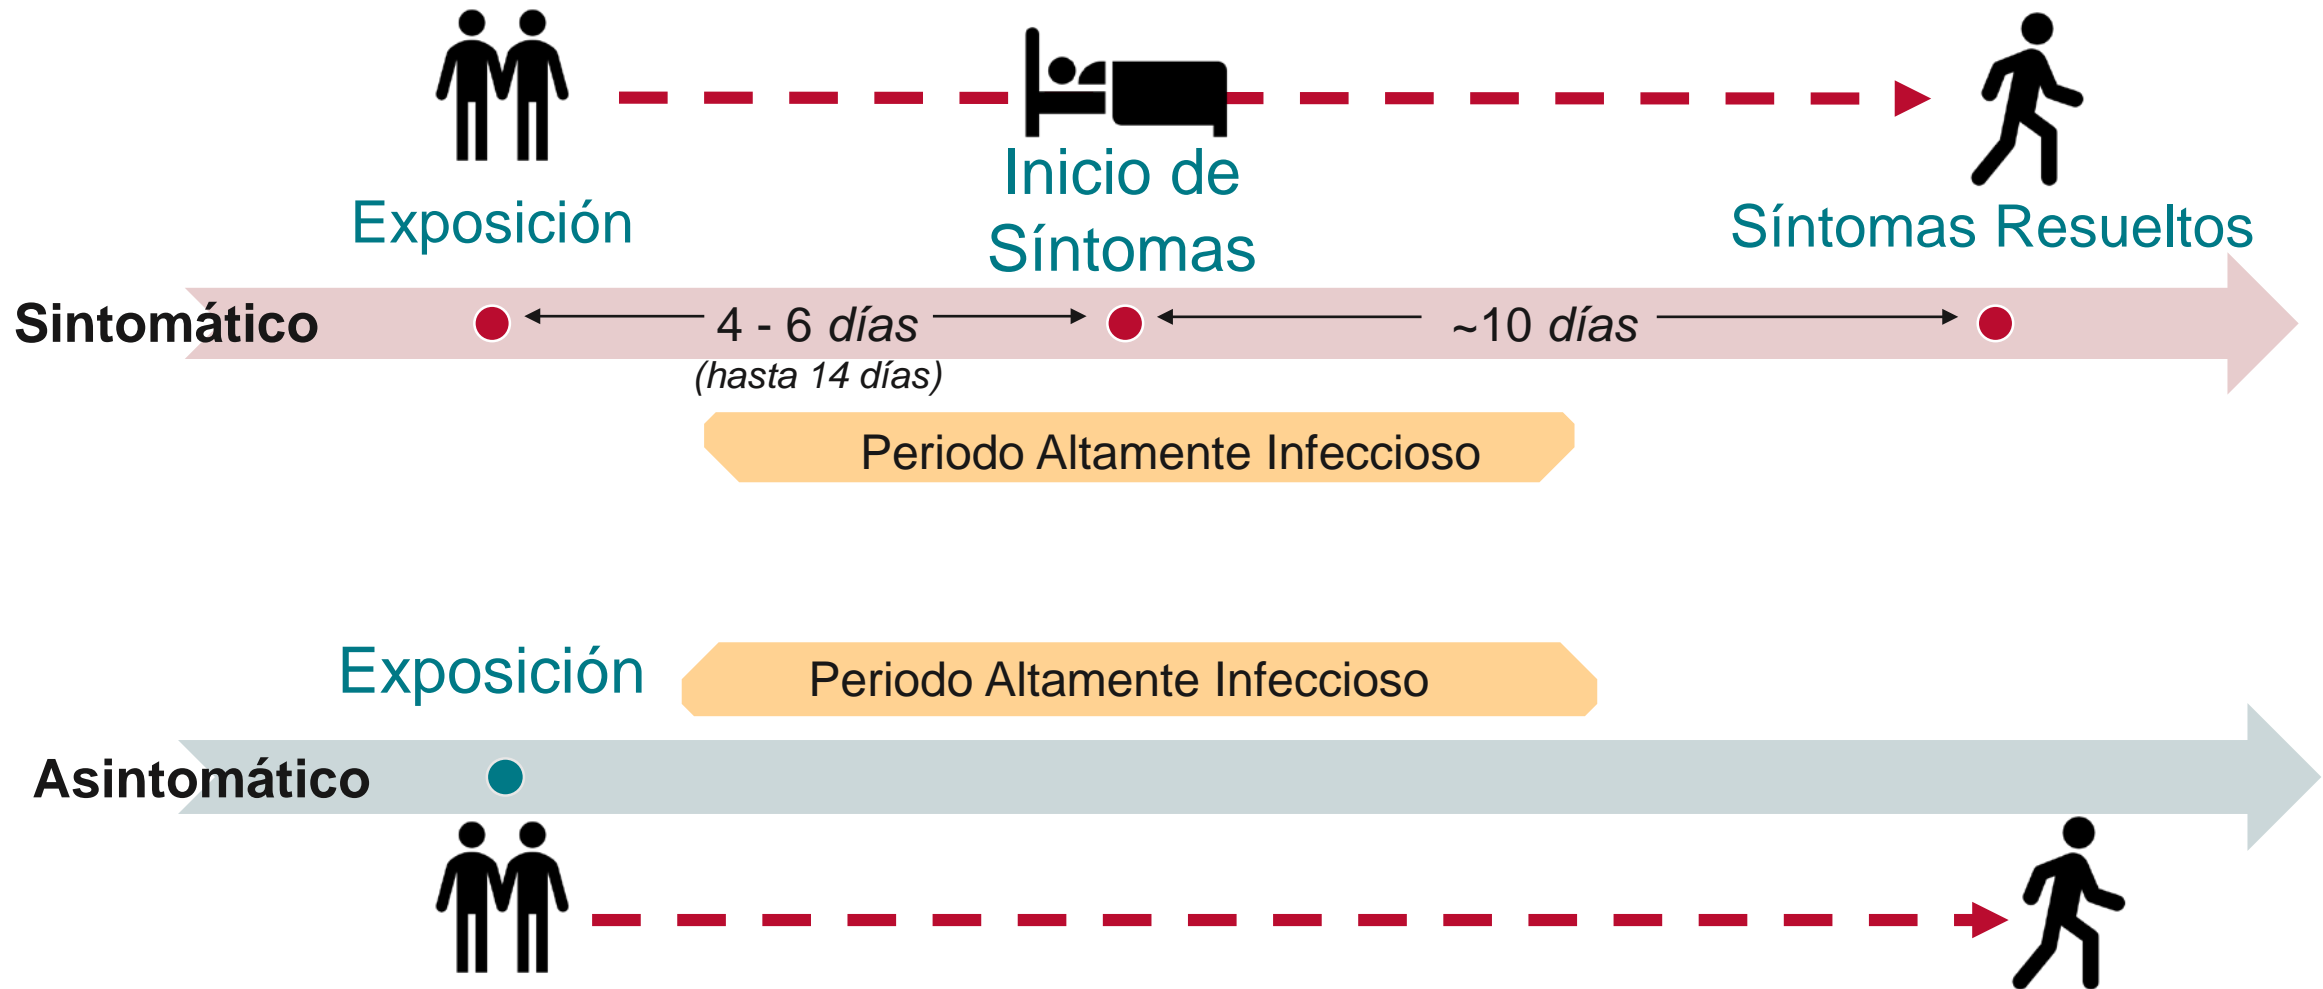 Exposición
Inicio de
Síntomas
Síntomas Resueltos
Sintomático
4 - 6 días
~10 días
(hasta 14 días)
Periodo Altamente Infeccioso
Exposición
Periodo Altamente Infeccioso
Asintomático